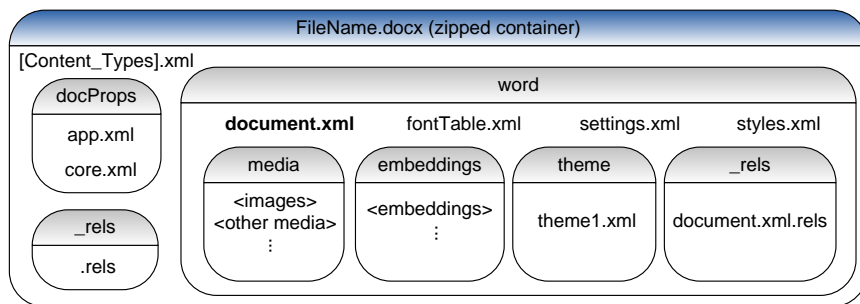 FileName.docx (zipped container)
[Content_Types].xml
docProps
app.xml
core.xml
_rels
.rels
word
document.xml fontTable.xml settings.xml styles.xml
media
<images>
<other media>
⋮
embeddings
<embeddings>
⋮
theme
theme1.xml
_rels
document.xml.rels